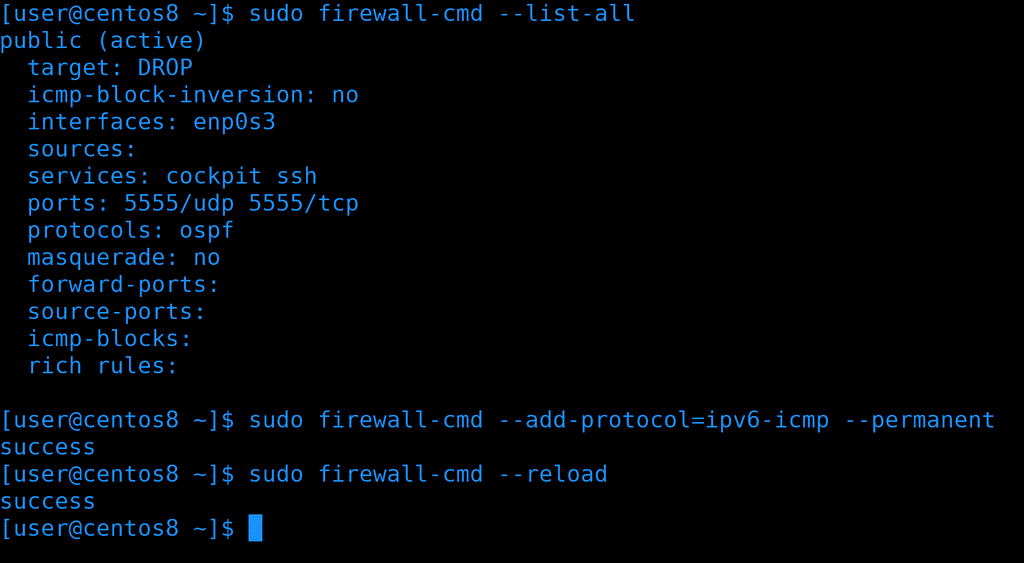 [user@centos8 ~]$ sudo firewall-cmd --list-all
public (active)
  target: DROP
  icmp-block-inversion: no
  interfaces: enp0s3
  sources:
  services: cockpit ssh
  ports: 5555/udp 5555/tcp
  protocols: ospf
  masquerade: no
  forward-ports:
  source-ports:
  icmp-blocks:
  rich rules:

[user@centos8 ~]$ sudo firewall-cmd --add-protocol=ipv6-icmp --permanent
success
[user@centos8 ~]$ sudo firewall-cmd --reload
success
[user@centos8 ~]$